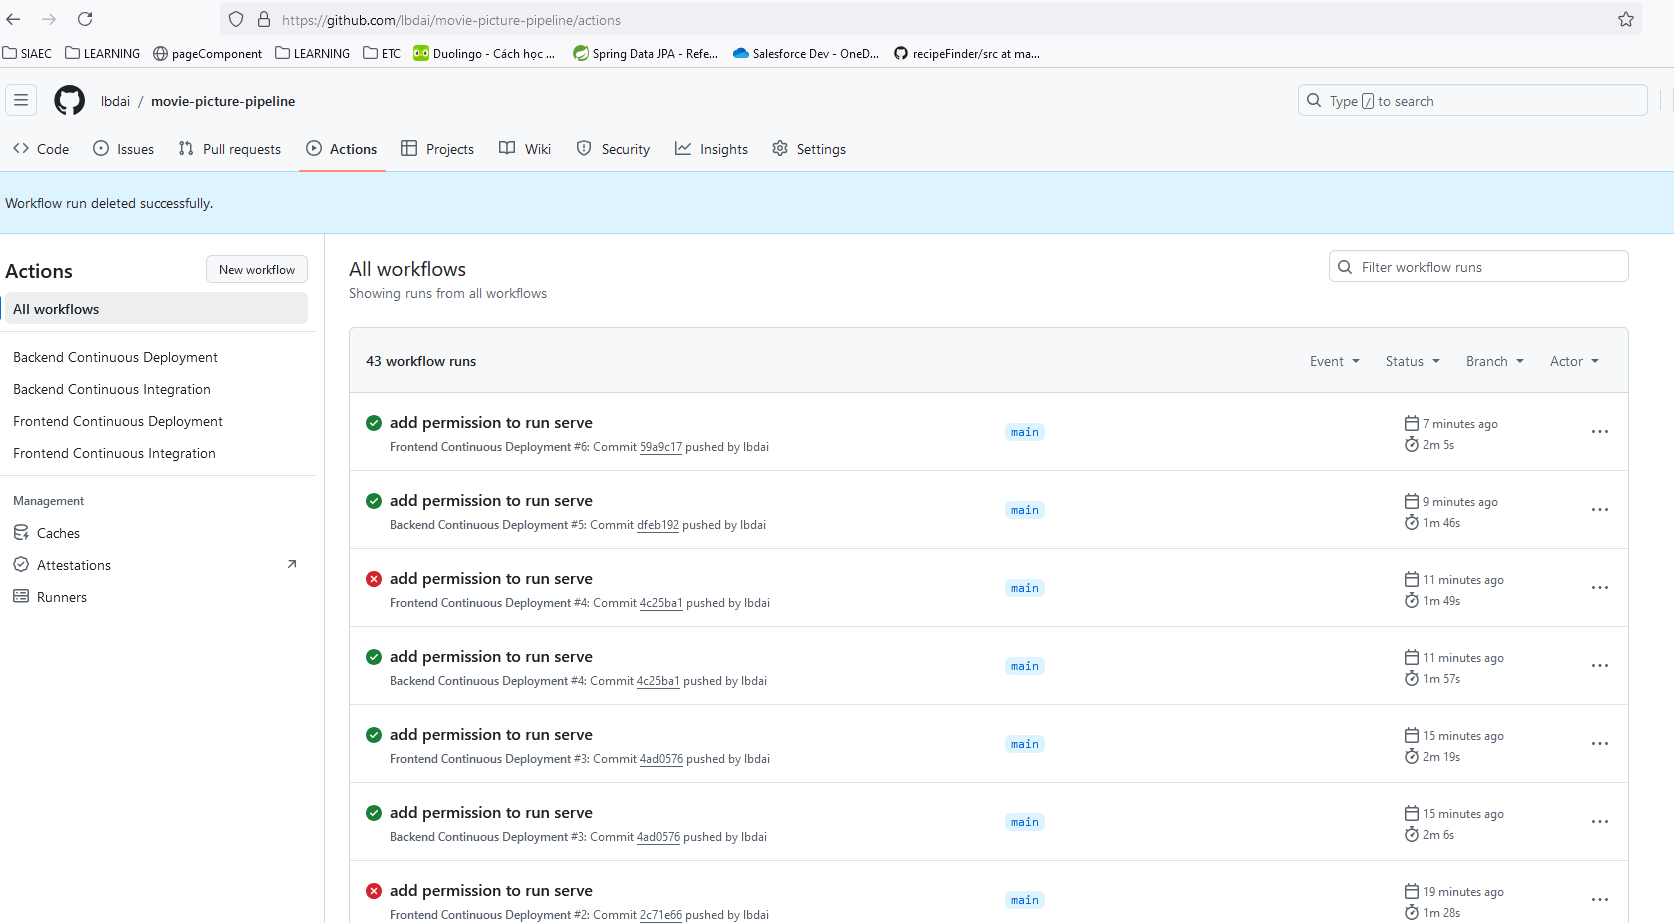 https://github.com/lbdai/movie-picture-pipeline/actions
SIAEC LEARNING pageComponent LEARNING ETC Duolingo - Cách học ... Spring Data JPA - Refe... Salesforce Dev - OneD... recipeFinder/src at ma...
lbdai / movie-picture-pipeline
Type / to search
Code Issues Pull requests Actions Projects Wiki Security Insights Settings
Workflow run deleted successfully.
Actions
New workflow
All workflows
Backend Continuous Deployment
Backend Continuous Integration
Frontend Continuous Deployment
Frontend Continuous Integration
Management
Caches
Attestations
Runners
All workflows
Showing runs from all workflows
Filter workflow runs
43 workflow runs
Event Status Branch Actor
add permission to run serve
Frontend Continuous Deployment #6: Commit 59a9c17 pushed by lbdai
main
7 minutes ago
2m 5s
add permission to run serve
Backend Continuous Deployment #5: Commit dfeb192 pushed by lbdai
main
9 minutes ago
1m 46s
add permission to run serve
Frontend Continuous Deployment #4: Commit 4c25ba1 pushed by lbdai
main
11 minutes ago
1m 49s
add permission to run serve
Backend Continuous Deployment #4: Commit 4c25ba1 pushed by lbdai
main
11 minutes ago
1m 57s
add permission to run serve
Frontend Continuous Deployment #3: Commit 4ad0576 pushed by lbdai
main
15 minutes ago
2m 19s
add permission to run serve
Backend Continuous Deployment #3: Commit 4ad0576 pushed by lbdai
main
15 minutes ago
2m 6s
add permission to run serve
Frontend Continuous Deployment #2: Commit 2c71e66 pushed by lbdai
main
19 minutes ago
1m 28s